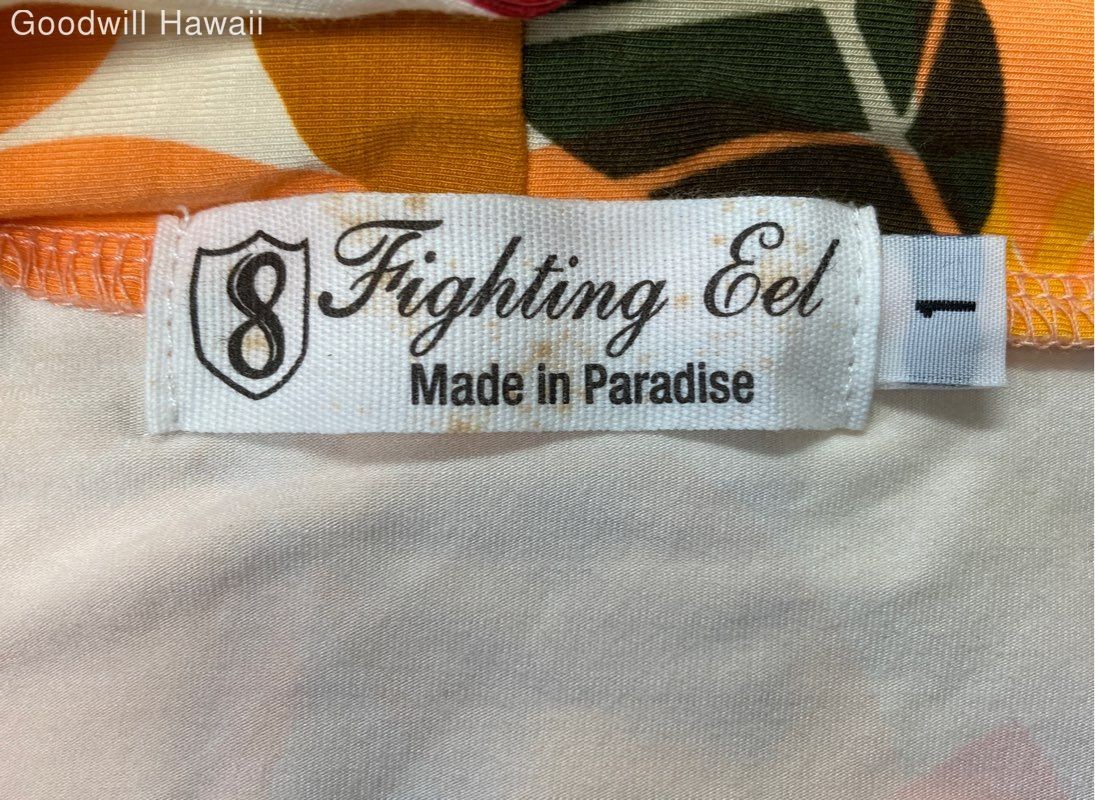 Goodwill Hawaii
8 Fighting Eel
Made in Paradise
1